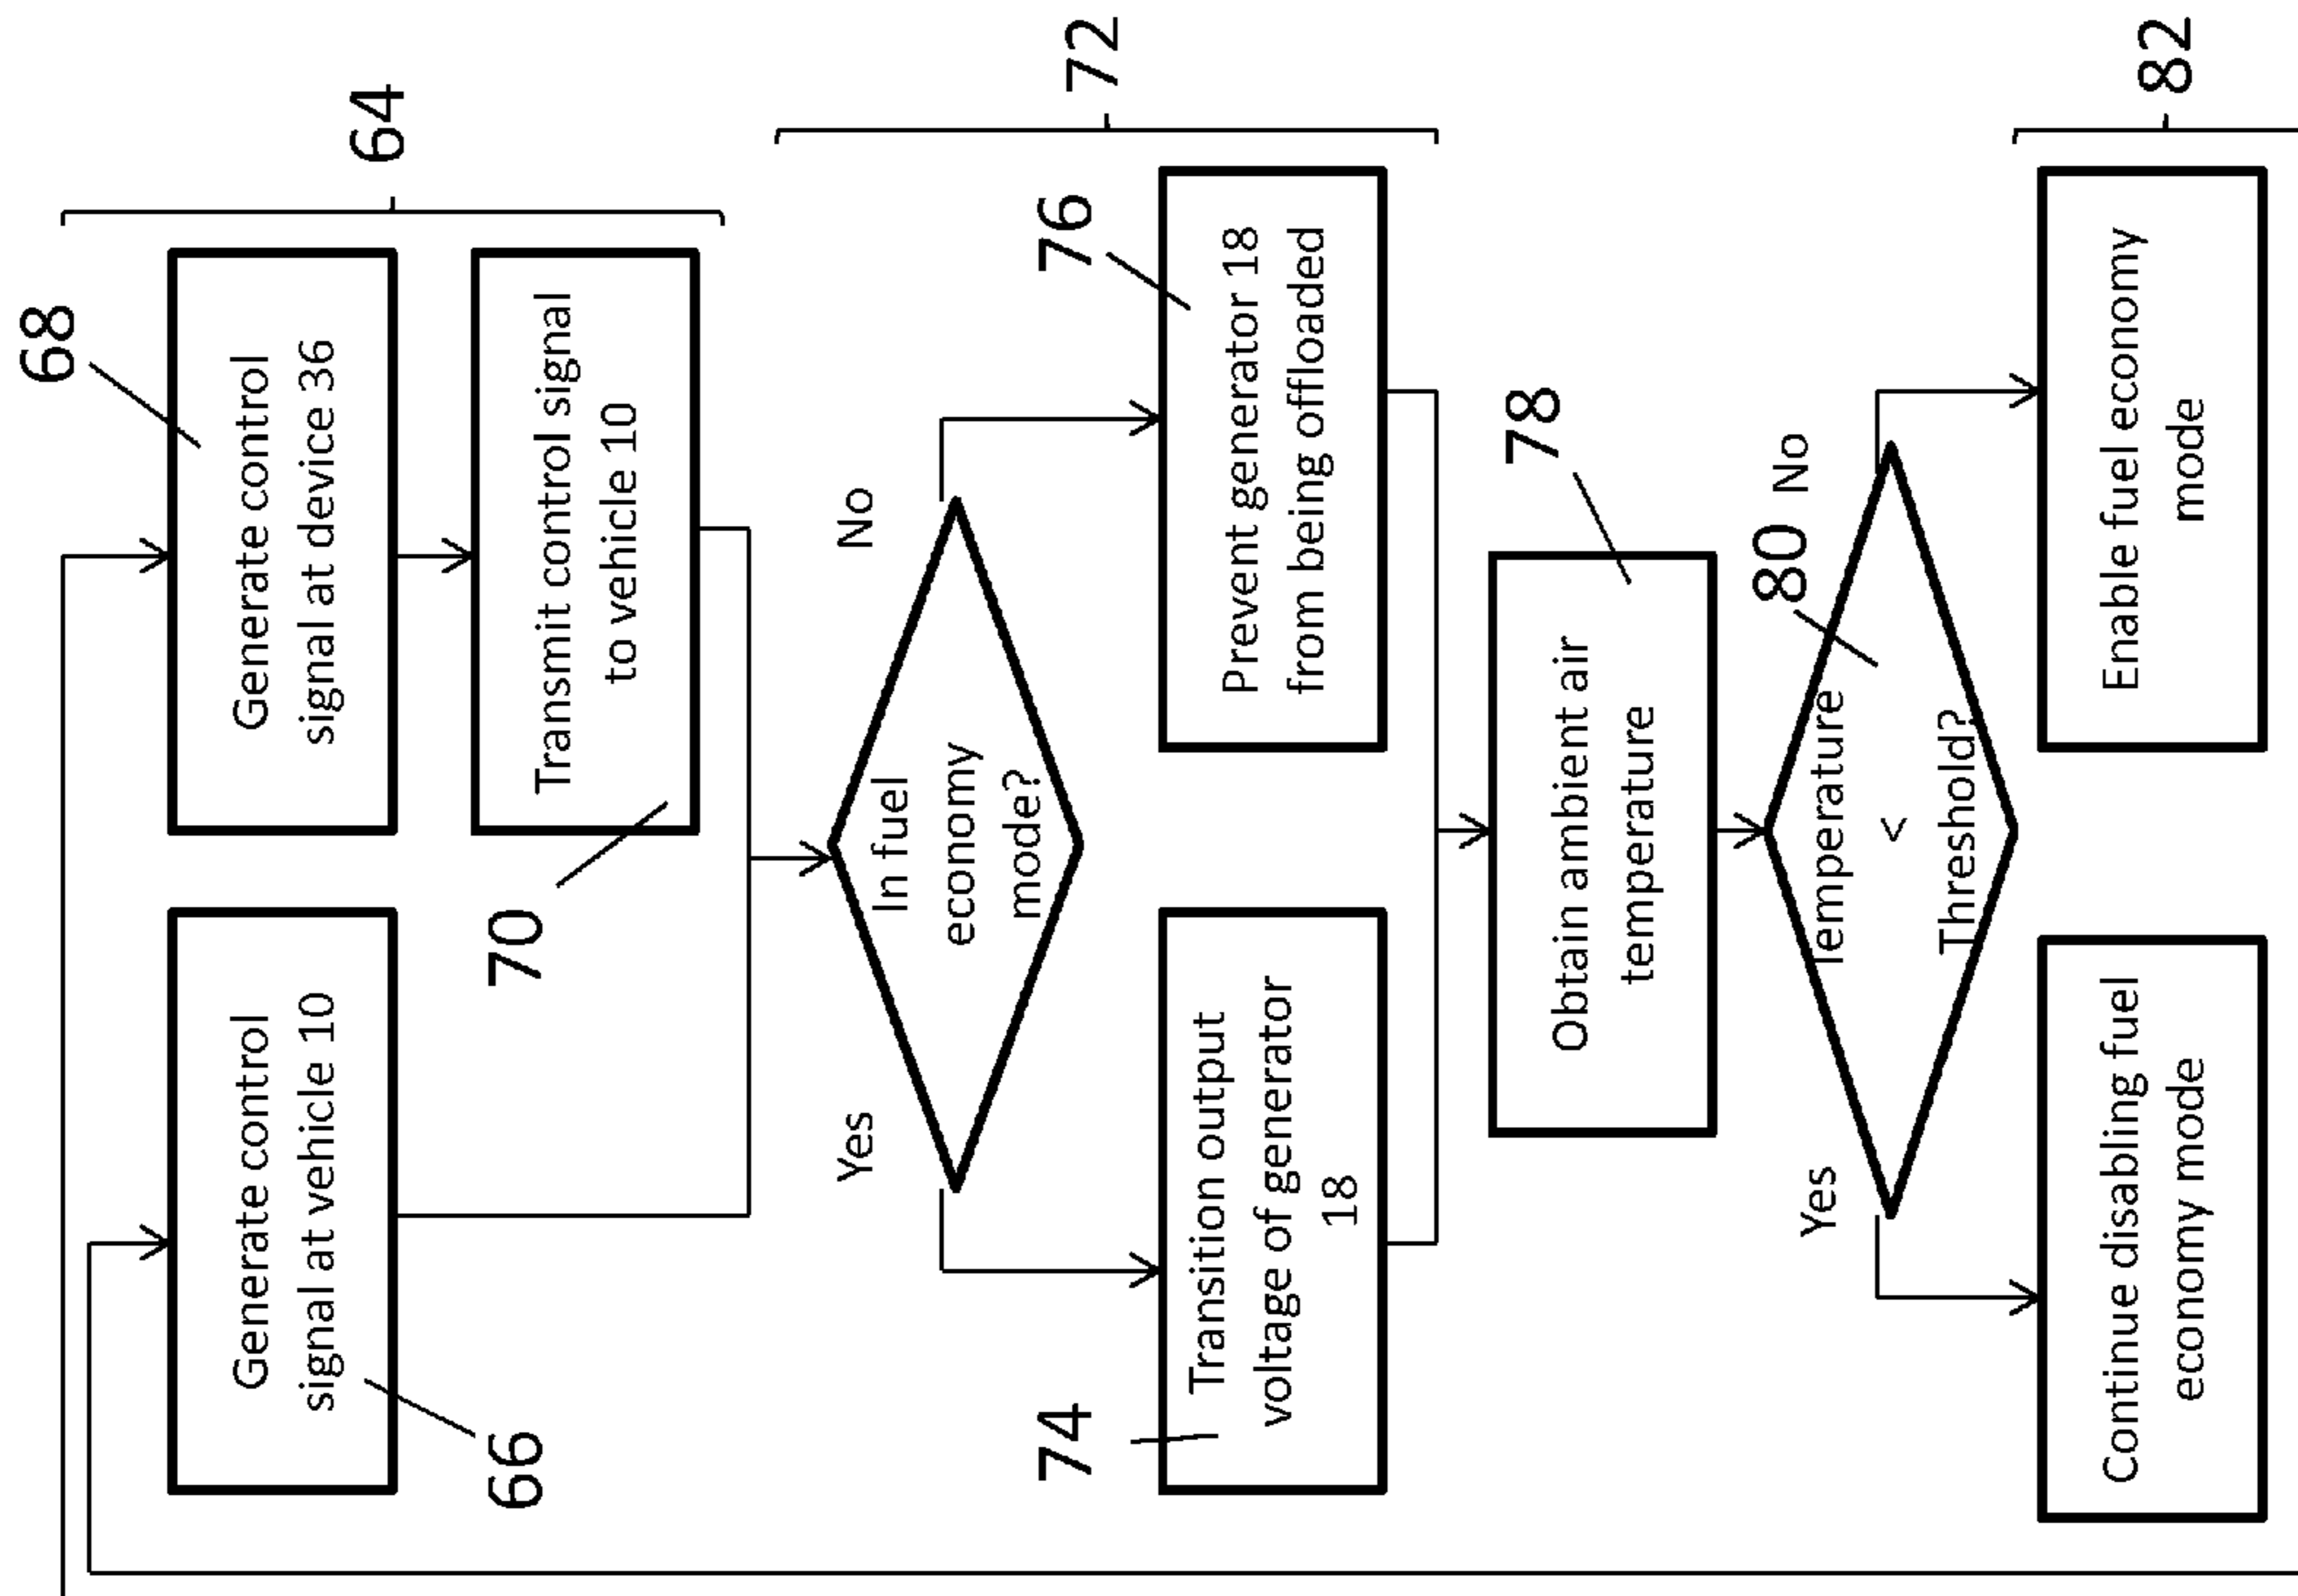 68
Generate control
signal at device 36
64
Transmit control signal
to vehicle 10
70
Generate control
signal at vehicle 10
66
In fuel
economy
mode?
Yes
No
72
74
Transition output
voltage of generator
18
76
Prevent generator 18
from being offloaded
78
Obtain ambient air
temperature
80
Temperature
<
Threshold?
Yes
No
82
Continue disabling fuel
economy mode
Enable fuel economy
mode